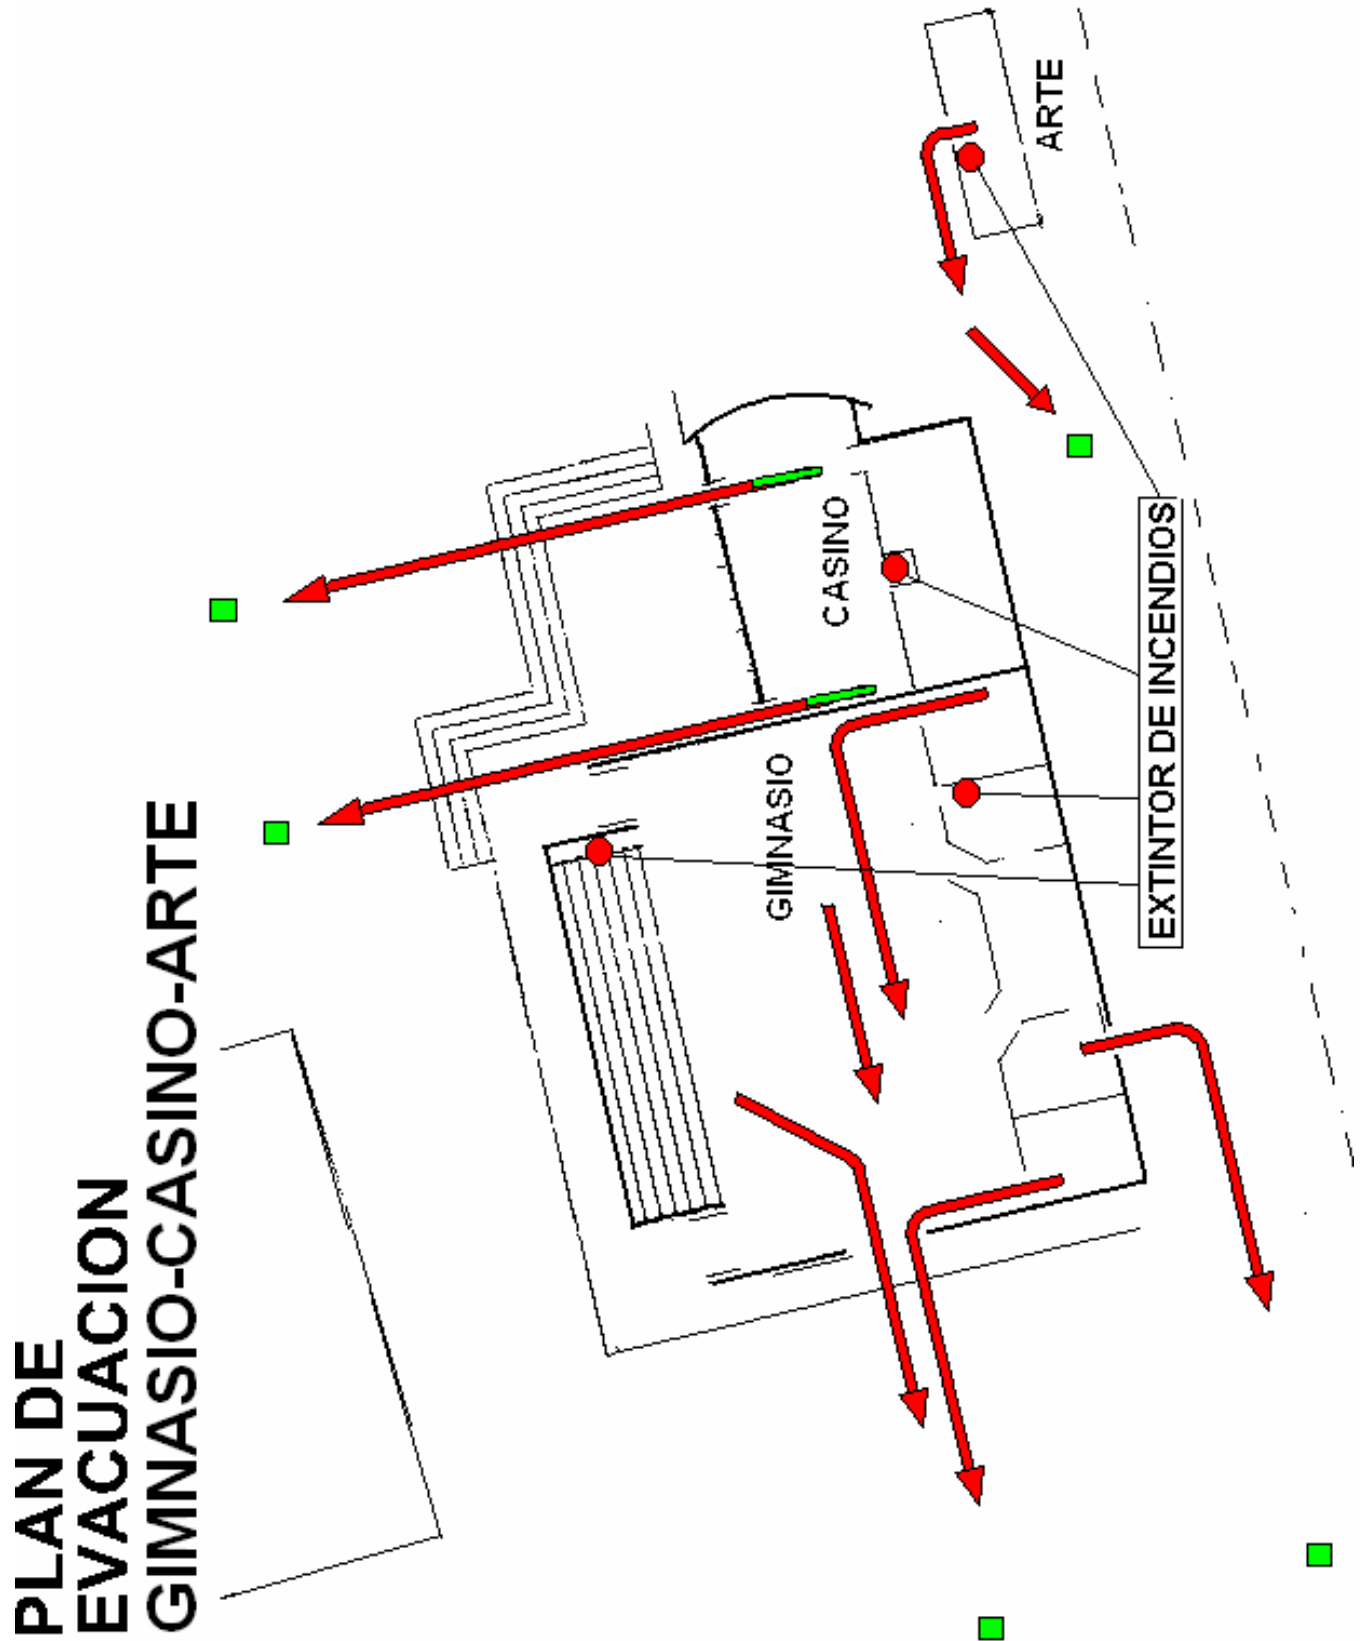 PLAN DE
EVACUACION
GIMNASIO-CASINO-ARTE
GIMNASIO
CASINO
ARTE
EXTINTOR DE INCENDIOS